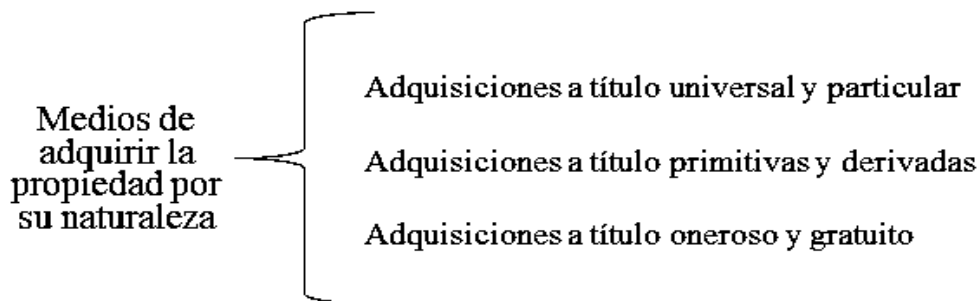 Medios de
adquirir la
propiedad por
su naturaleza
Adquisiciones a título universal y particular
Adquisiciones a título primitivas y derivadas
Adquisiciones a título oneroso y gratuito